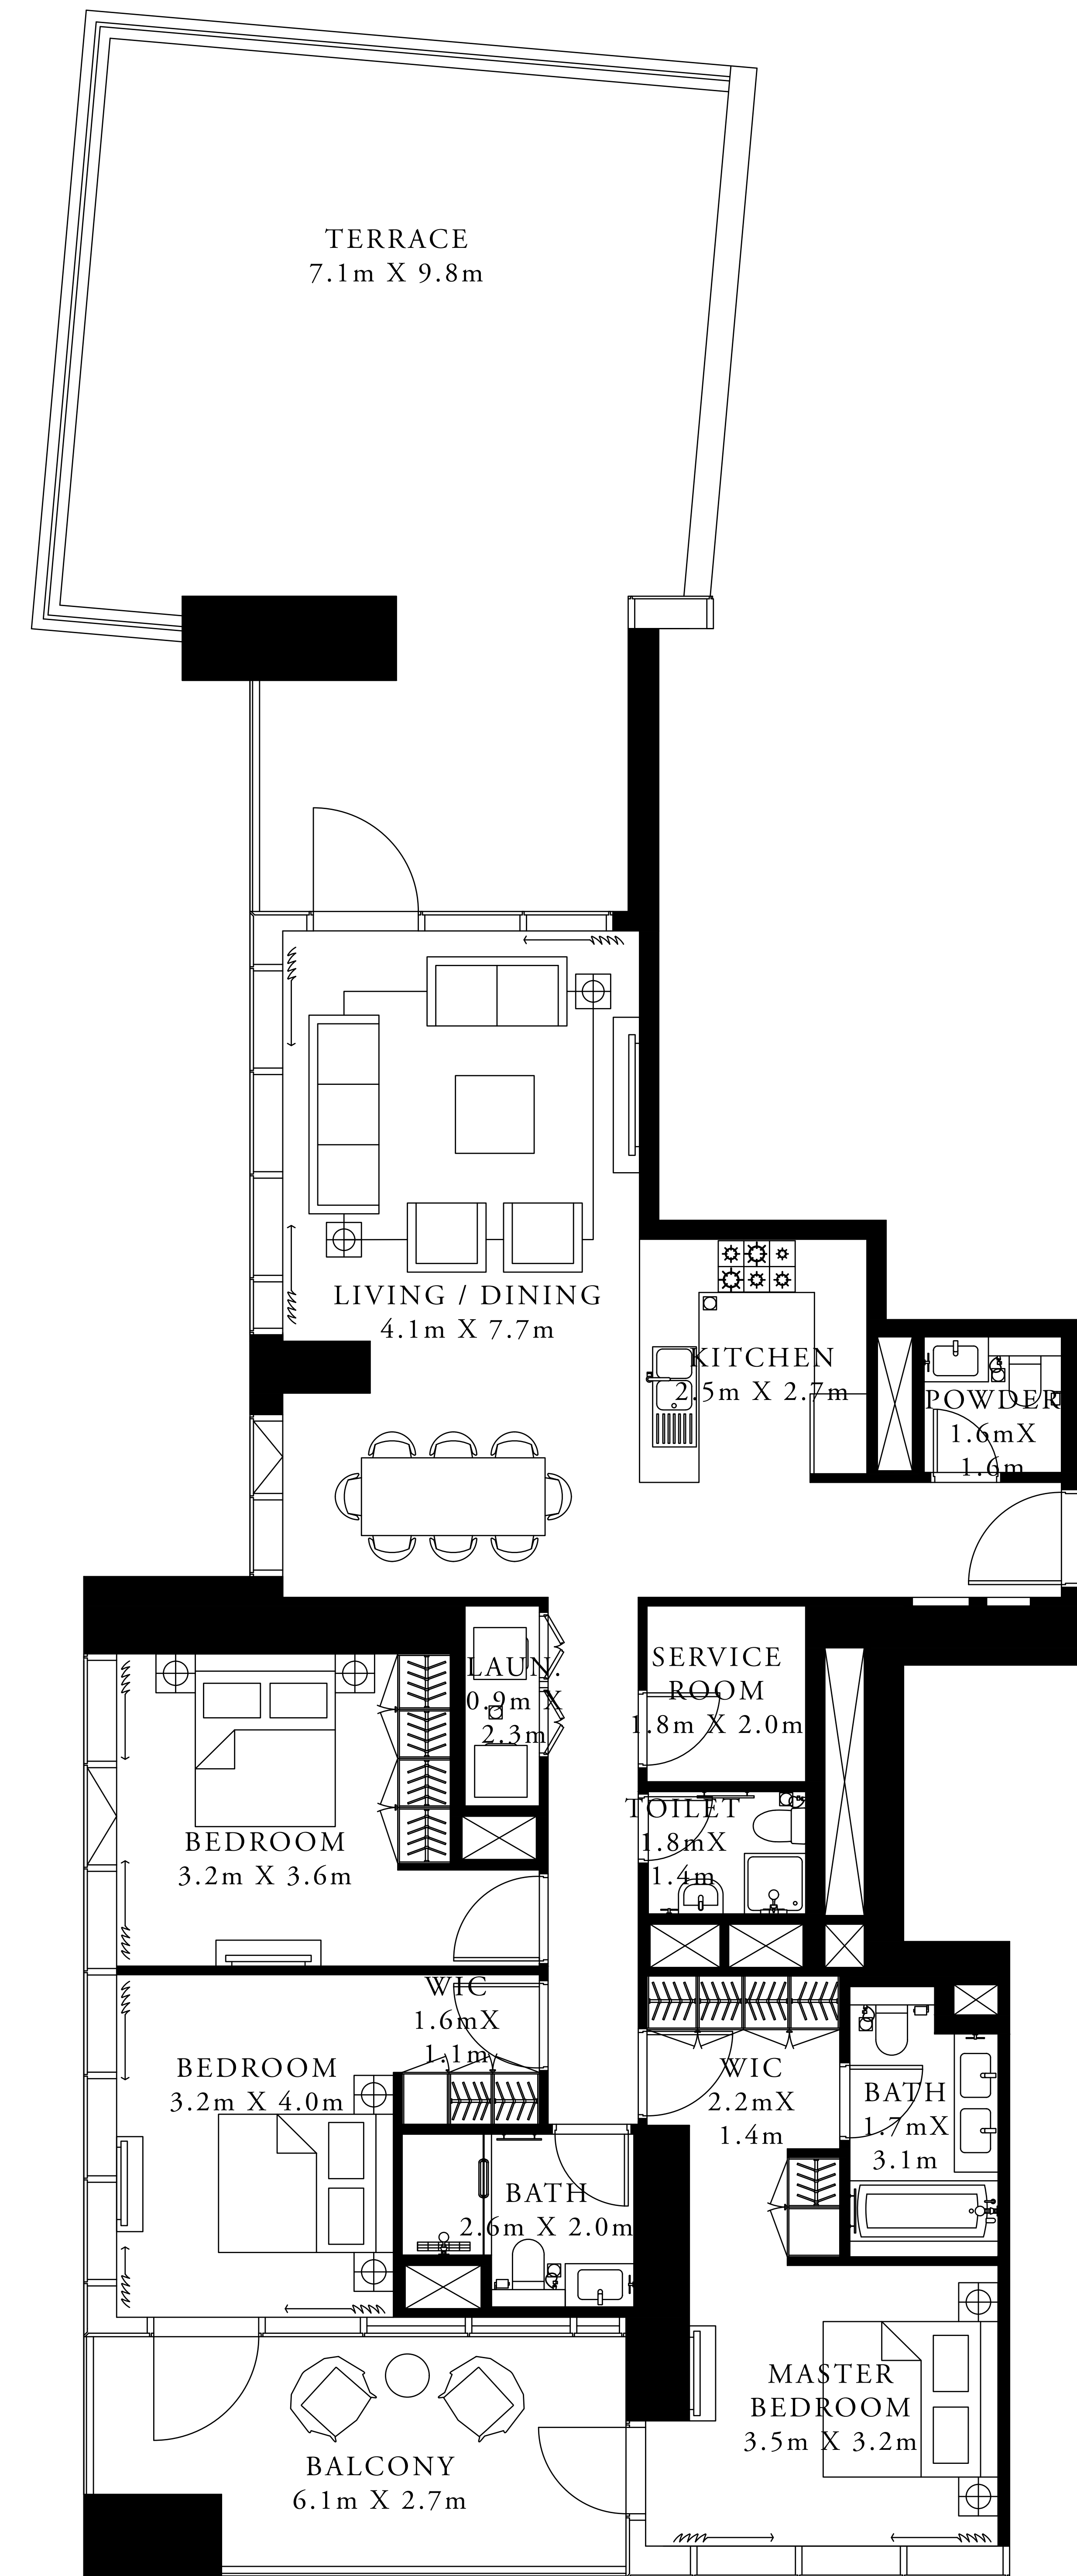 TERRACE
7.1m X 9.8m
LIVING / DINING
4.1m X 7.7m
KITCHEN
2.5m X 2.7m
POWDER
1.6mX
1.6m
LAUN.
0.9m X
2.3m
SERVICE
ROOM
1.8m X 2.0m
TOILET
1.8mX
1.4m
BEDROOM
3.2m X 3.6m
WIC
1.6mX
1.1m
BEDROOM
3.2m X 4.0m
WIC
2.2mX
1.4m
BATH
1.7mX
3.1m
BATH
2.6m X 2.0m
MASTER
BEDROOM
3.5m X 3.2m
BALCONY
6.1m X 2.7m